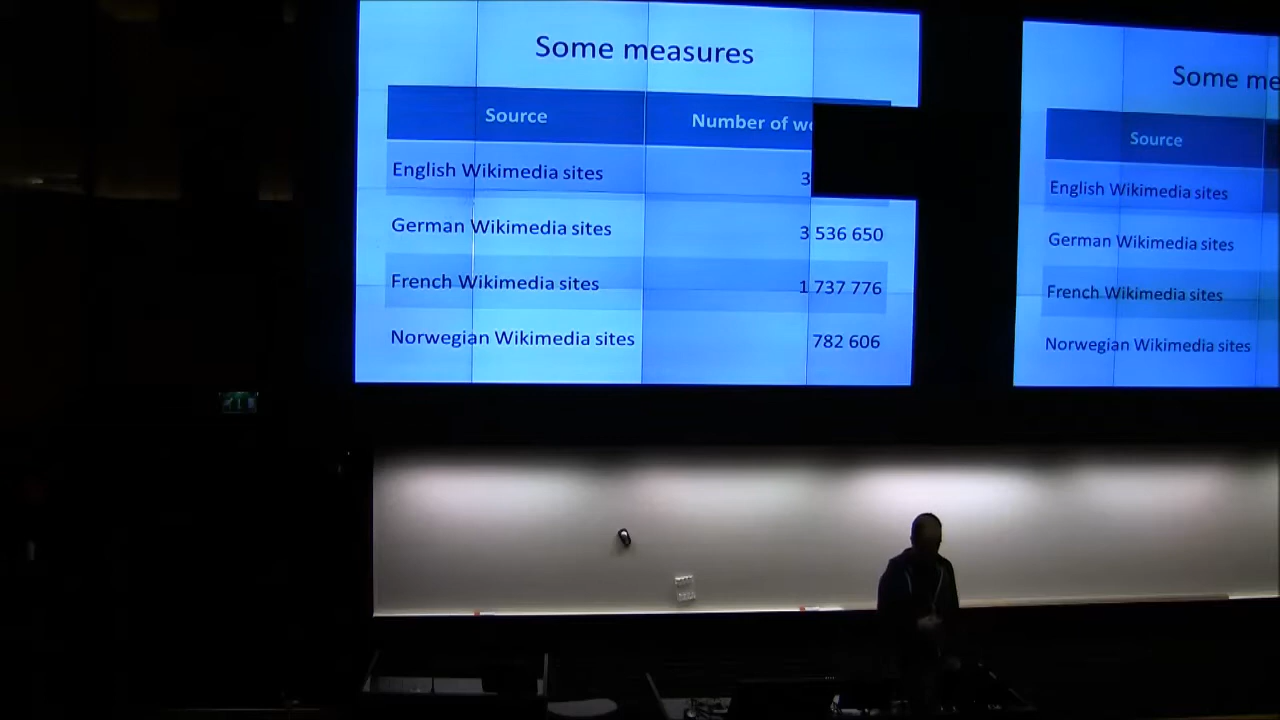 Some measures
Source Number of
English Wikimedia sites 3
German Wikimedia sites 3 536 650
French Wikimedia sites 1 737 776
Norwegian Wikimedia sites 782 606
Some
Source
English Wikimedia sites
German Wikimedia sites
French Wikimedia sites
Norwegian Wikimedia sites